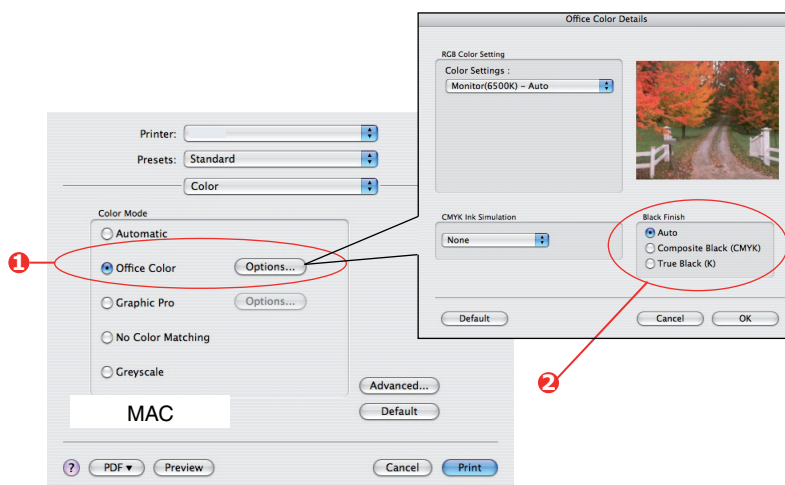 Office Color Details
RGB Color Setting
Color Settings :
Monitor(6500K) – Auto
CMYK Ink Simulation
None
Black Finish
Auto
Composite Black (CMYK)
True Black (K)
Default
Cancel
OK
Printer:
Presets: Standard
Color
Color Mode
Automatic
1
Office Color Options...
Graphic Pro Options...
No Color Matching
Greyscale
2
Advanced...
MAC
Default
? PDF ▾ Preview Cancel Print